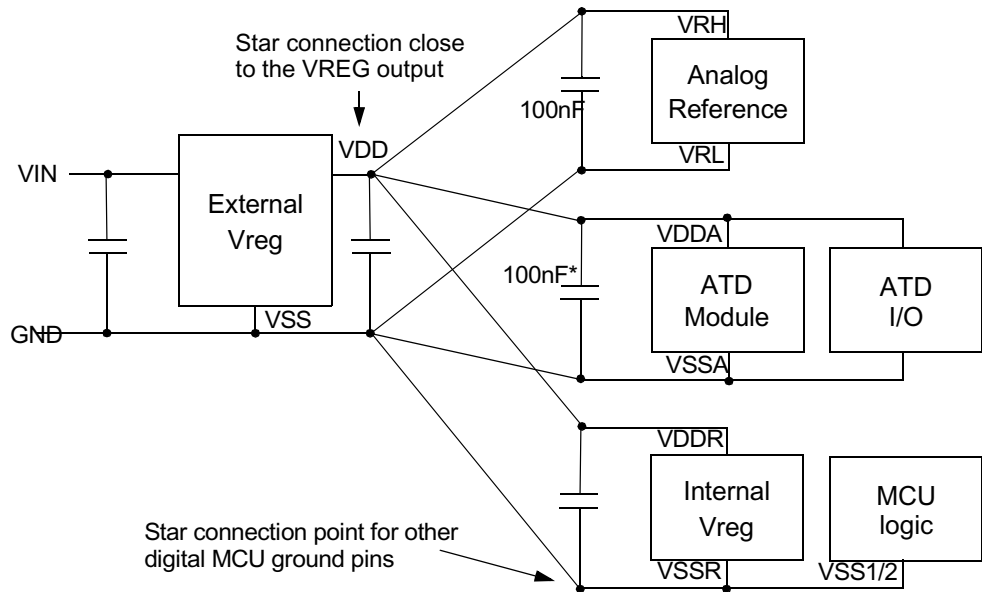 Star connection close
to the VREG output
VDD
VIN
External
Vreg
VSS
GND
VRH
100nF
Analog
Reference
VRL
VDDA
100nF*
ATD
Module
ATD
I/O
VSSA
VDDR
Internal
Vreg
MCU
logic
VSSR
VSS1/2
Star connection point for other
digital MCU ground pins